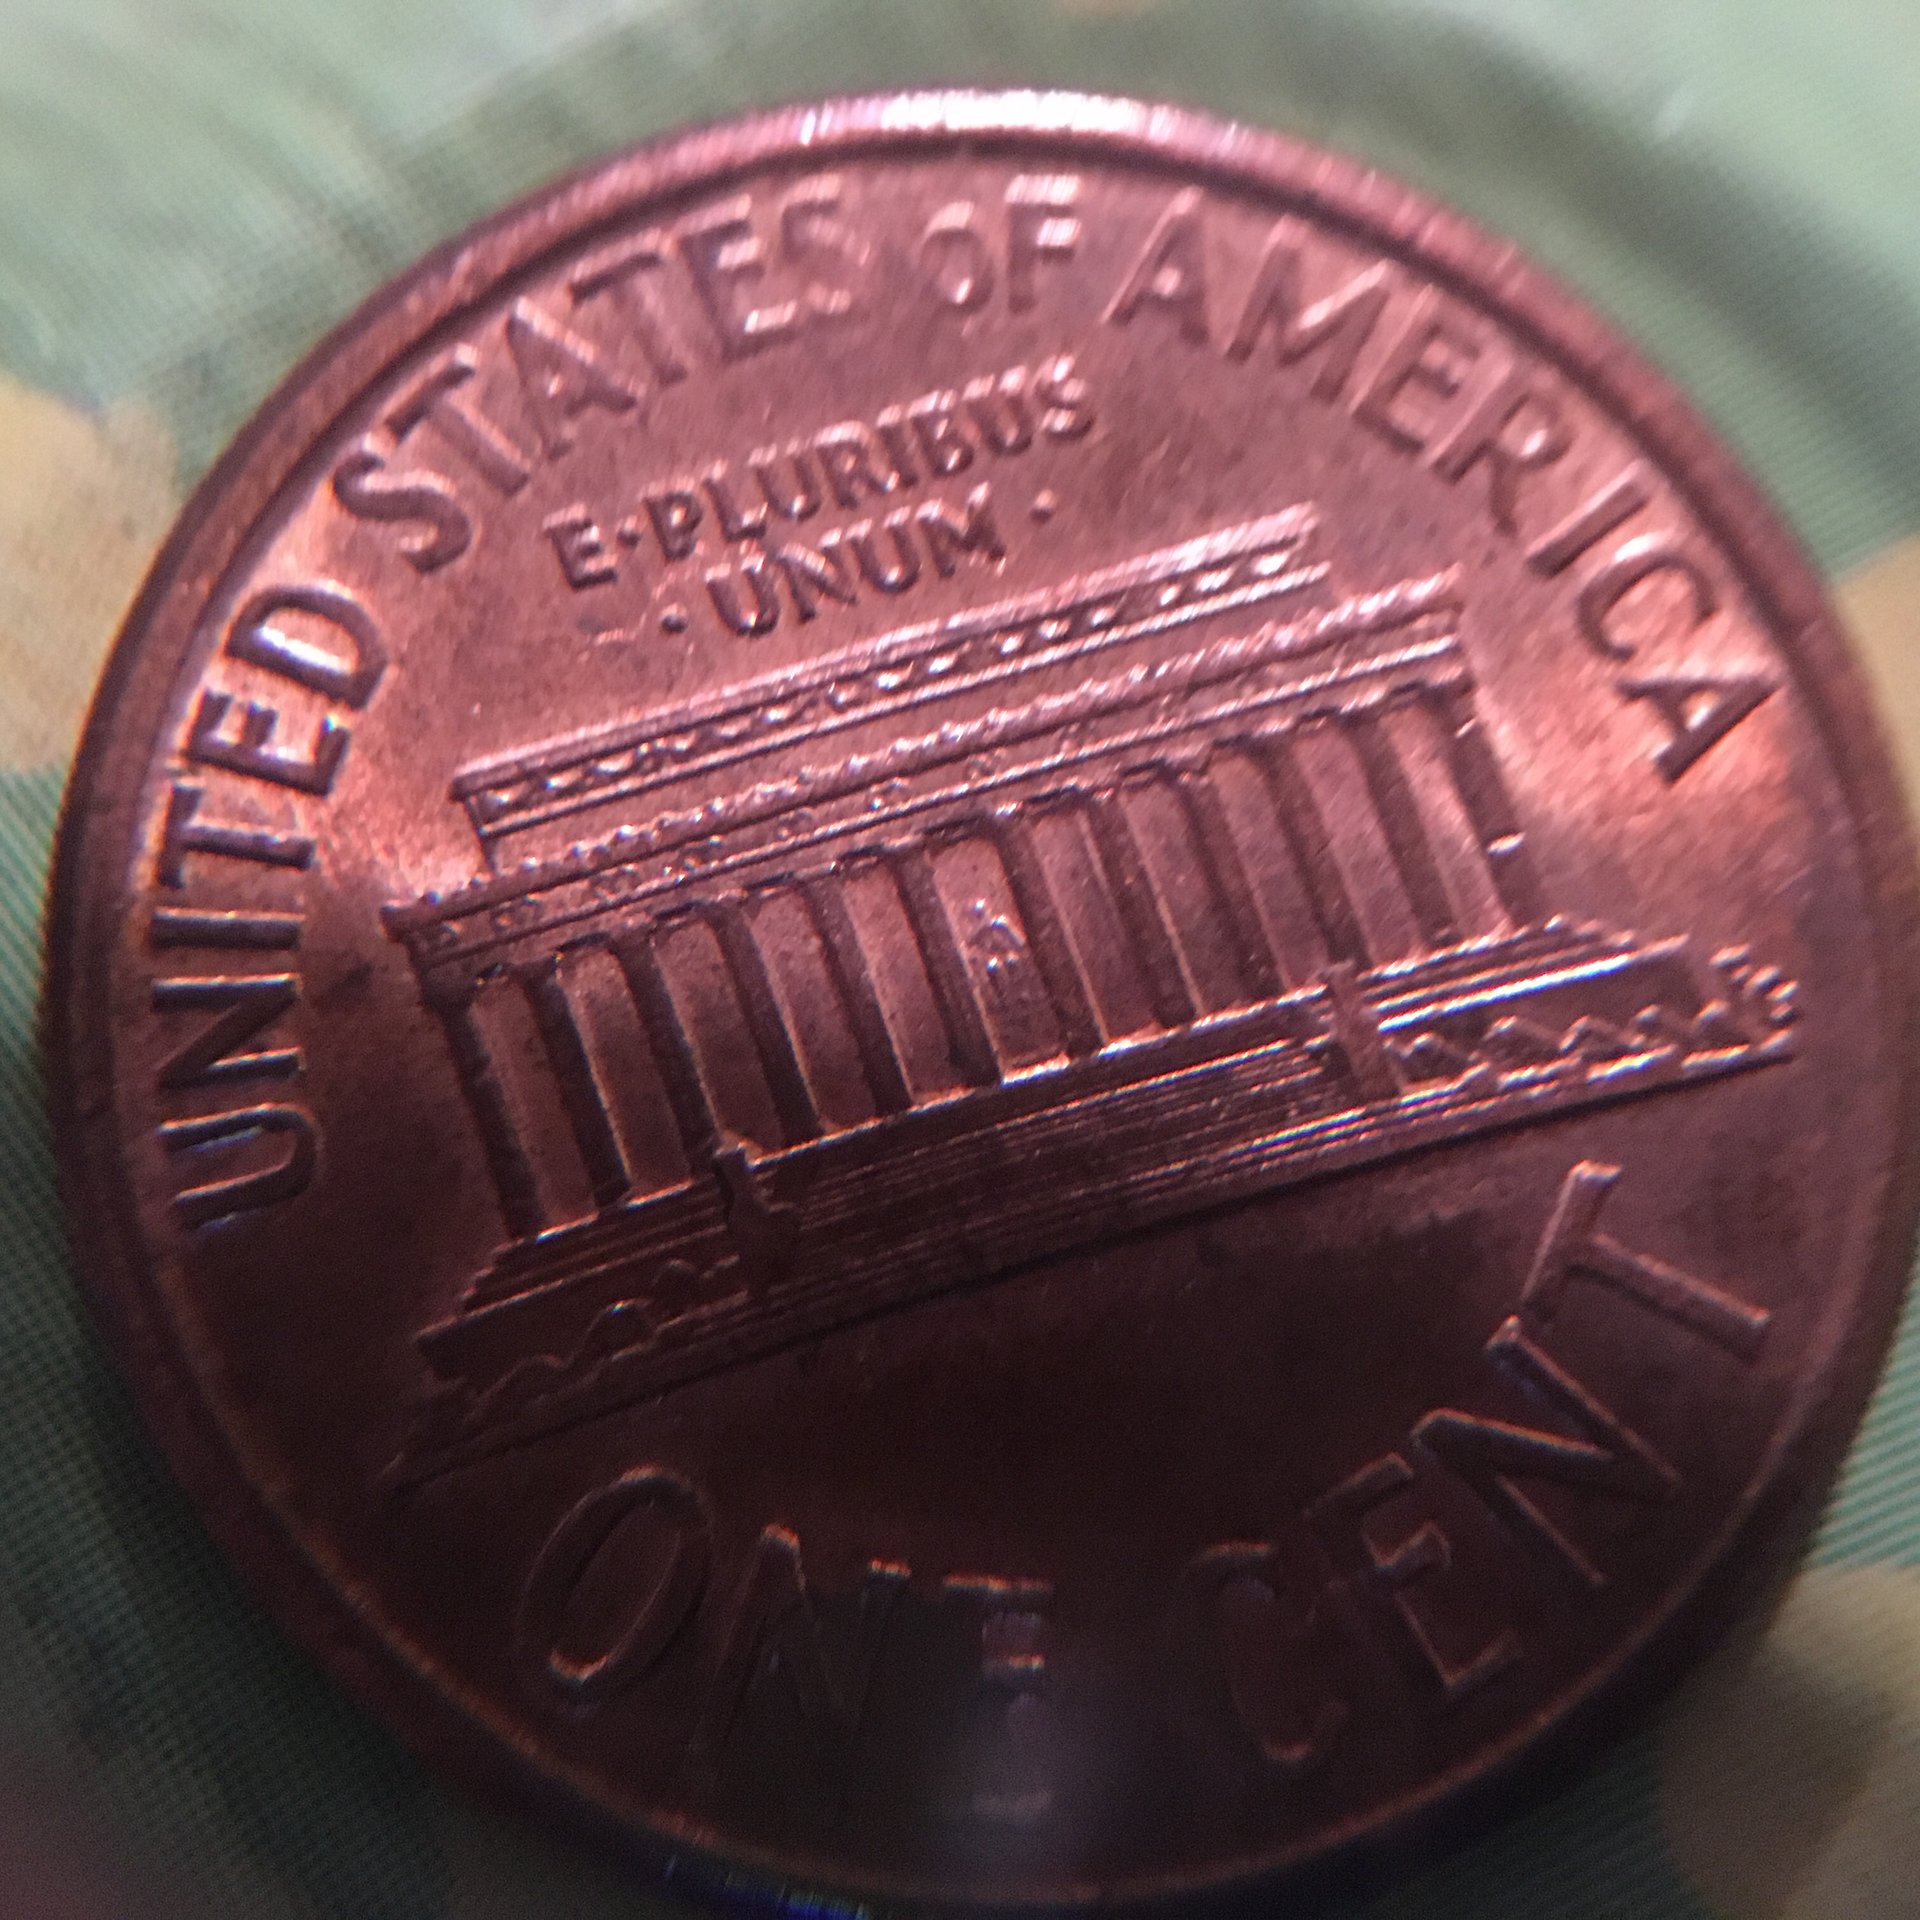 UNITED STATES OF AMERICA
E·PLURIBUS
·UNUM·
ONE CENT